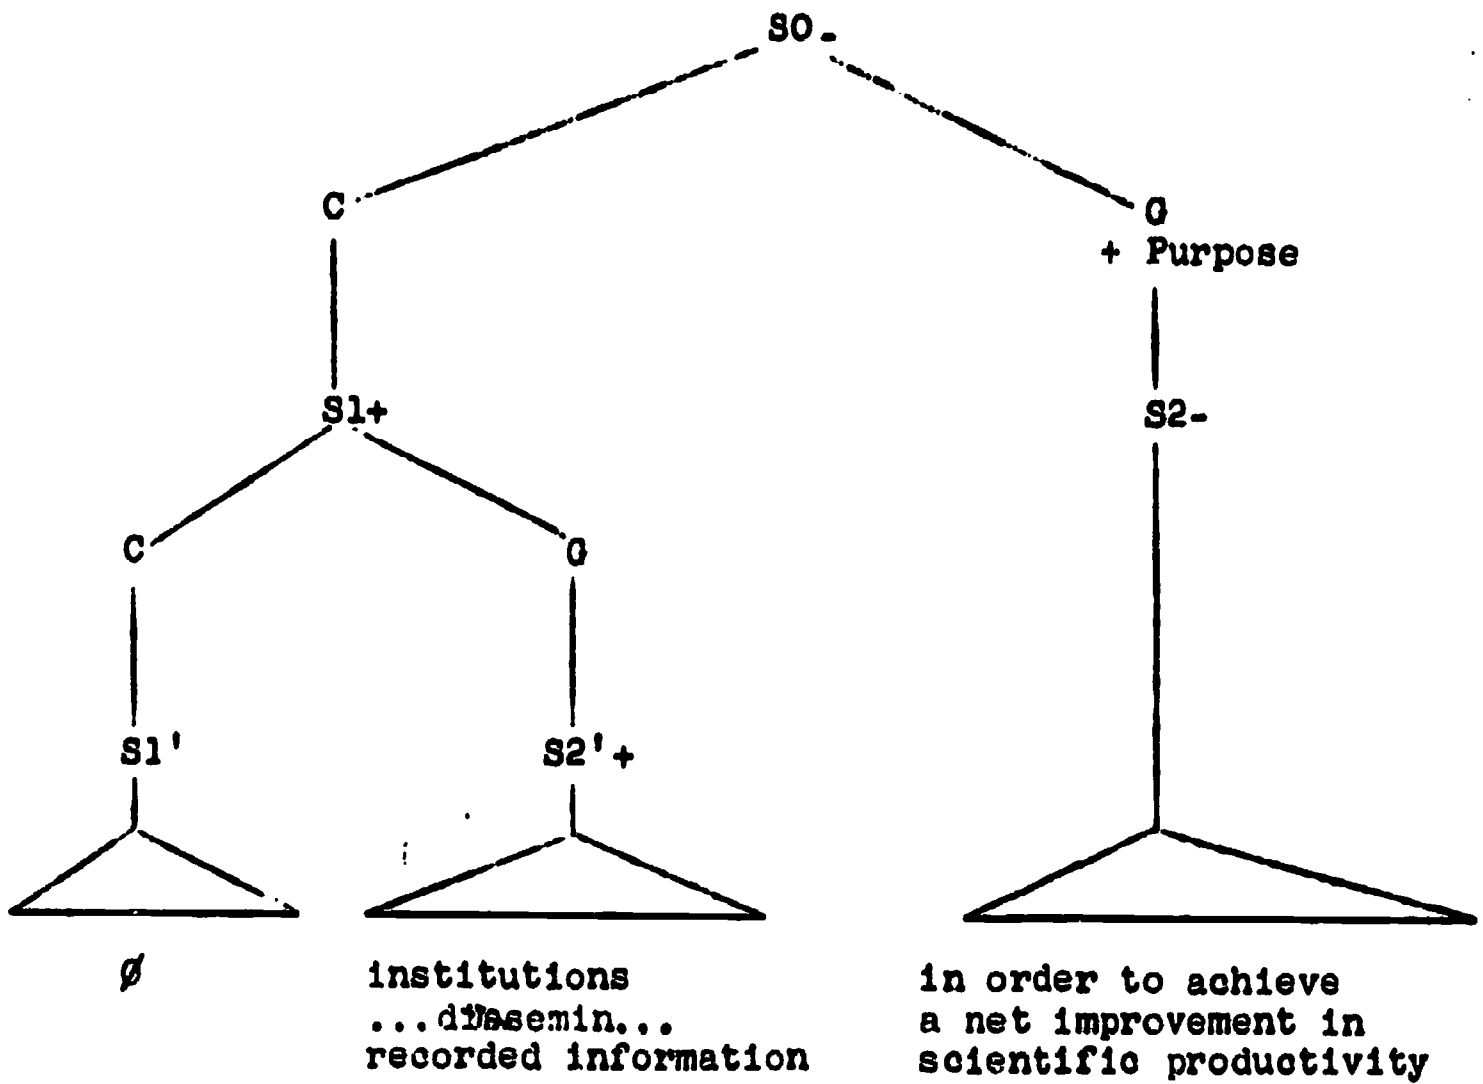 SO-
C G
+ Purpose
S1+ S2-
C G
S1' S2'+
ø
institutions
...dissemin...
recorded information
in order to achieve
a net improvement in
scientific productivity